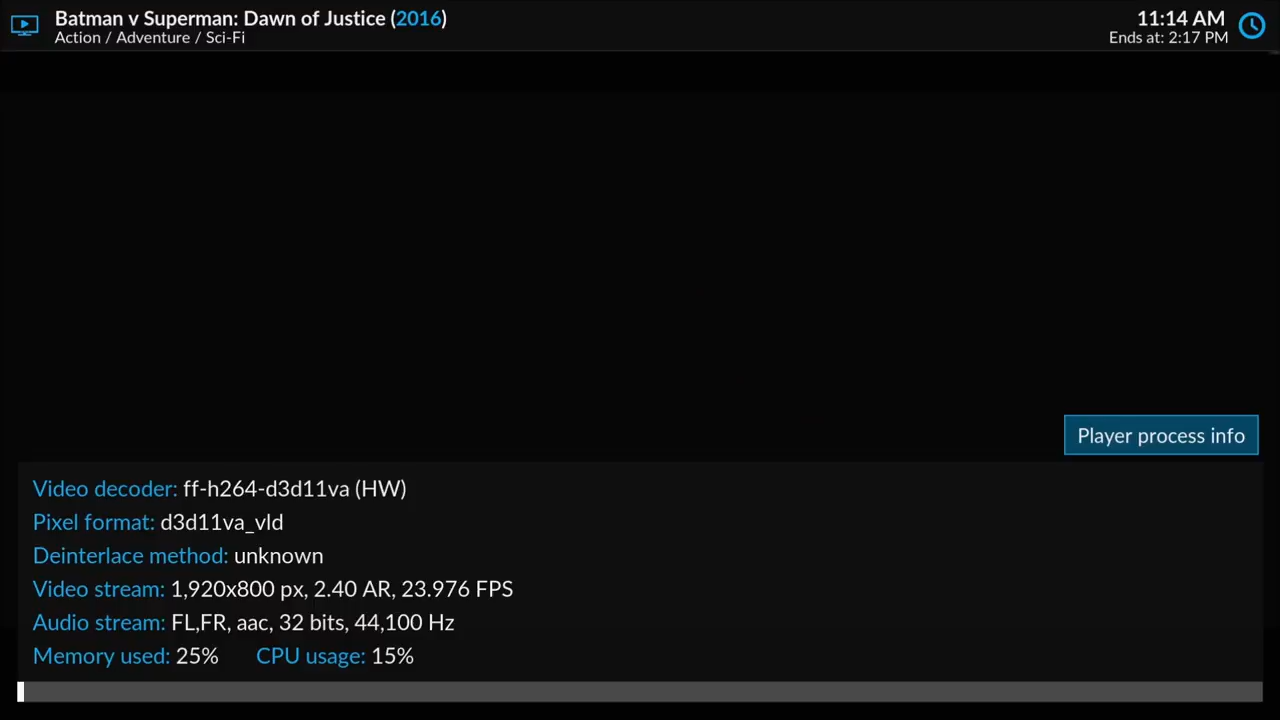 Batman v Superman: Dawn of Justice (2016)
Action / Adventure / Sci-Fi
11:14 AM
Ends at: 2:17 PM
Player process info
Video decoder: ff-h264-d3d11va (HW)
Pixel format: d3d11va_vld
Deinterlace method: unknown
Video stream: 1,920x800 px, 2.40 AR, 23.976 FPS
Audio stream: FL,FR, aac, 32 bits, 44,100 Hz
Memory used: 25% CPU usage: 15%